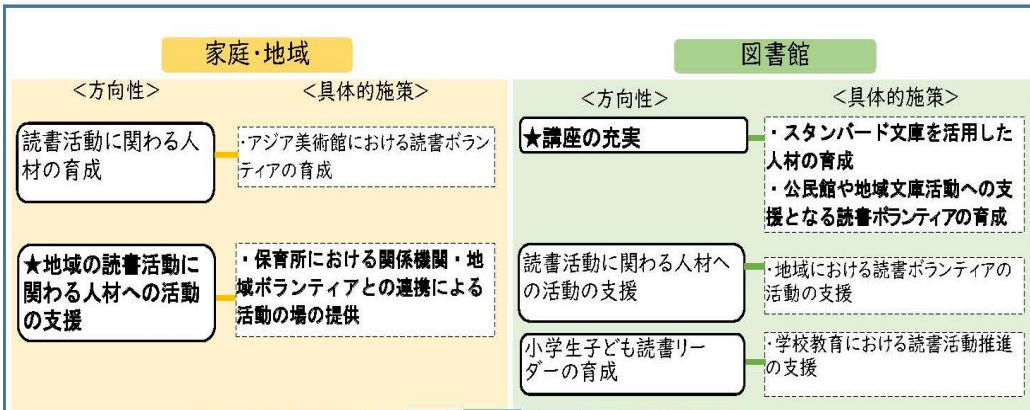 家庭・地域
<方向性>
<具体的施策>
読書活動に関わる人
材の育成
・アジア美術館における読書ボラン
ティアの育成
★地域の読書活動に
関わる人材への活動
の支援
・保育所における関係機関・地
域ボランティアとの連携による
活動の場の提供
図書館
<方向性>
<具体的施策>
★講座の充実
・スタンバード文庫を活用した
人材の育成
・公民館や地域文庫活動への支
援となる読書ボランティアの育成
読書活動に関わる人材へ
の活動の支援
・地域における読書ボランティアの
活動の支援
小学生子ども読書リー
ダーの育成
・学校教育における読書活動推進
の支援